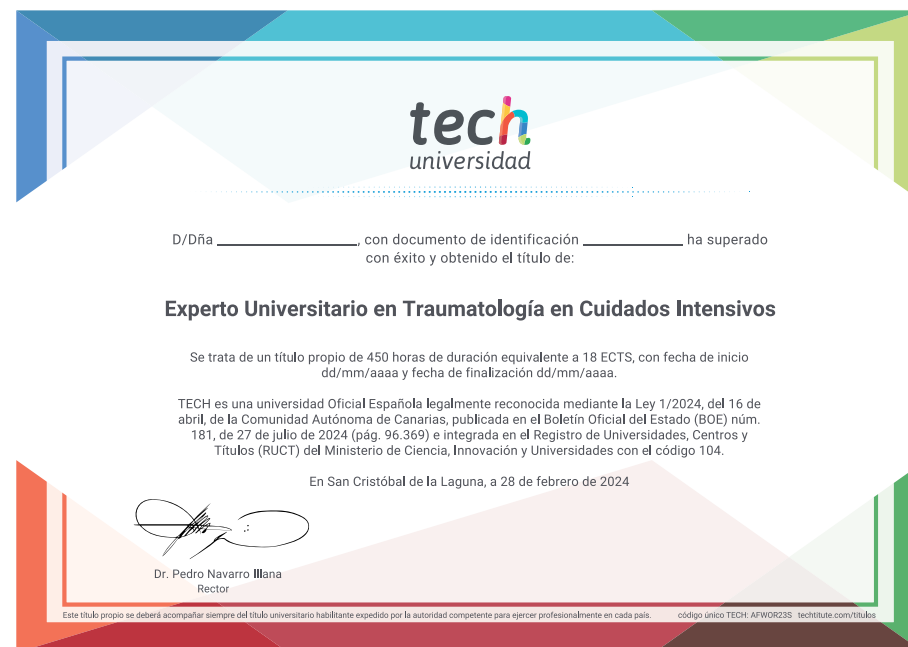 tech
universidad
D/Dña ____________________, con documento de identificación ______________ ha superado
con éxito y obtenido el título de:
Experto Universitario en Traumatología en Cuidados Intensivos
Se trata de un título propio de 450 horas de duración equivalente a 18 ECTS, con fecha de inicio
dd/mm/aaaa y fecha de finalización dd/mm/aaaa.
TECH es una universidad Oficial Española legalmente reconocida mediante la Ley 1/2024, del 16 de
abril, de la Comunidad Autónoma de Canarias, publicada en el Boletín Oficial del Estado (BOE) núm.
181, de 27 de julio de 2024 (pág. 96.369) e integrada en el Registro de Universidades, Centros y
Títulos (RUCT) del Ministerio de Ciencia, Innovación y Universidades con el código 104.
En San Cristóbal de la Laguna, a 28 de febrero de 2024
Dr. Pedro Navarro Illana
Rector
Este título propio se deberá acompañar siempre del título universitario habilitante expedido por la autoridad competente para ejercer profesionalmente en cada país. código único TECH: AFWOR23S techtitute.com/titulos